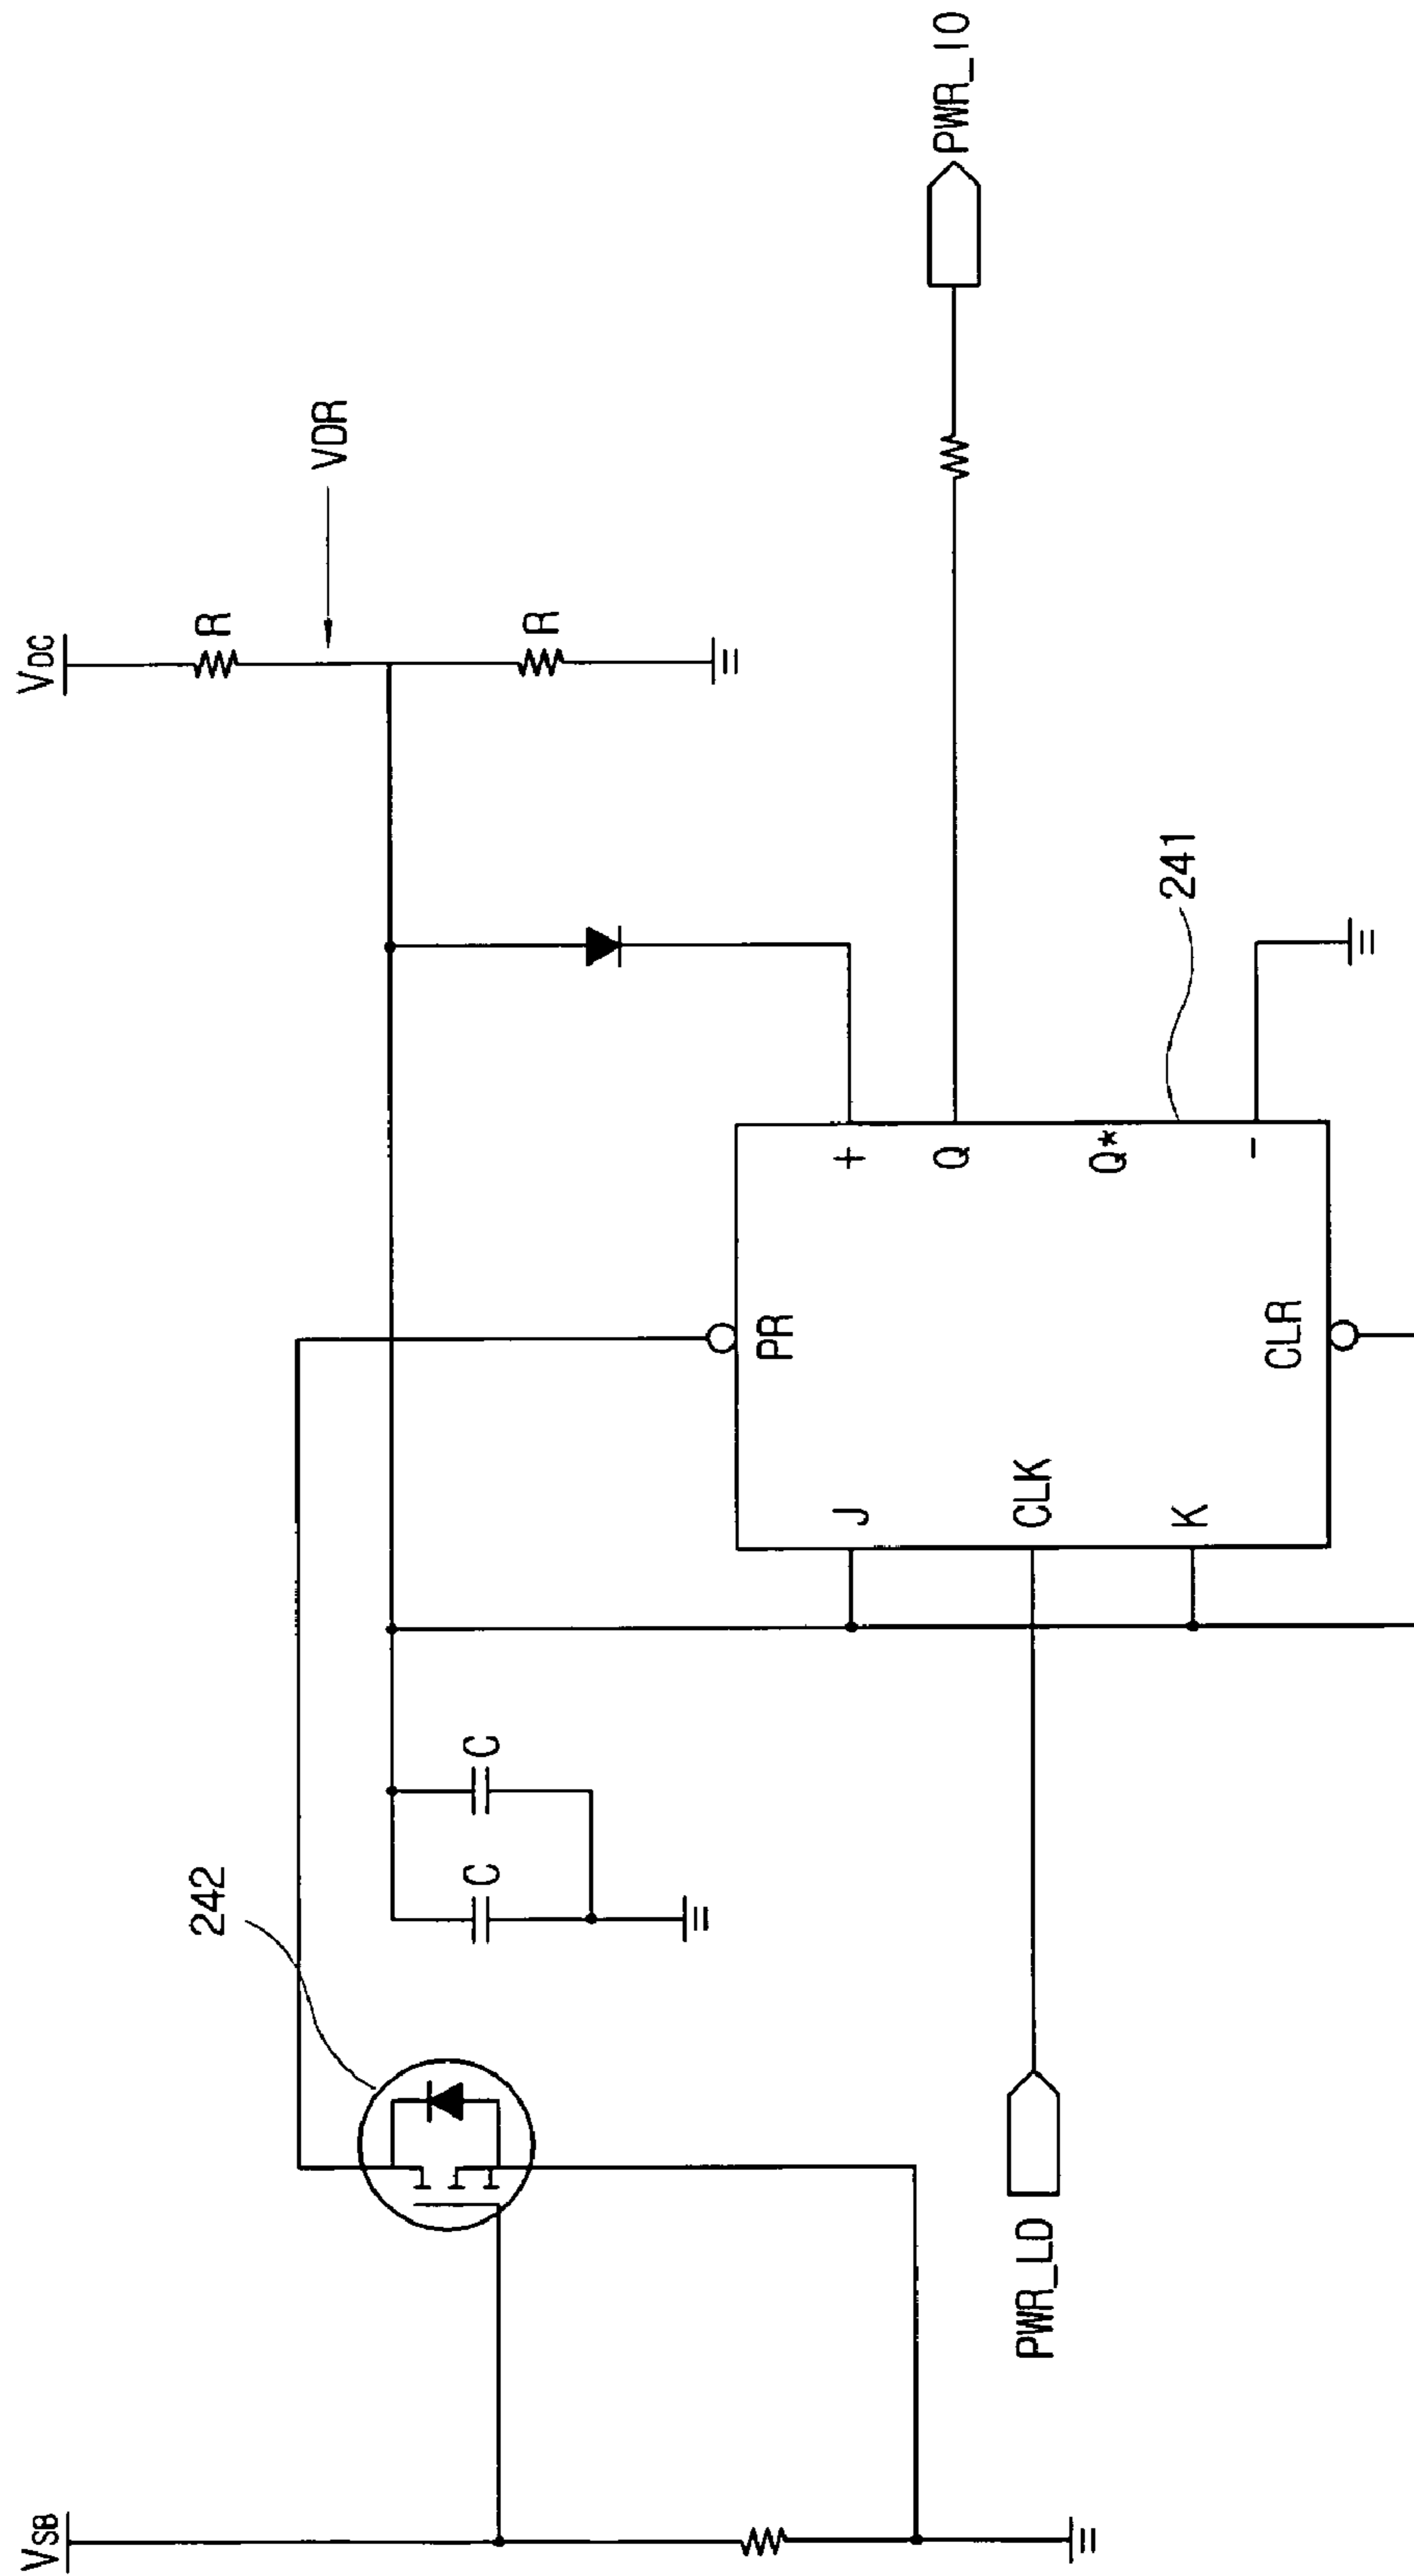 VSB
VDC
242
R
VDR
C
C
R
PR
J
+
PWR_LD
CLK
Q
PWR_IO
K
Q*
241
CLR
-